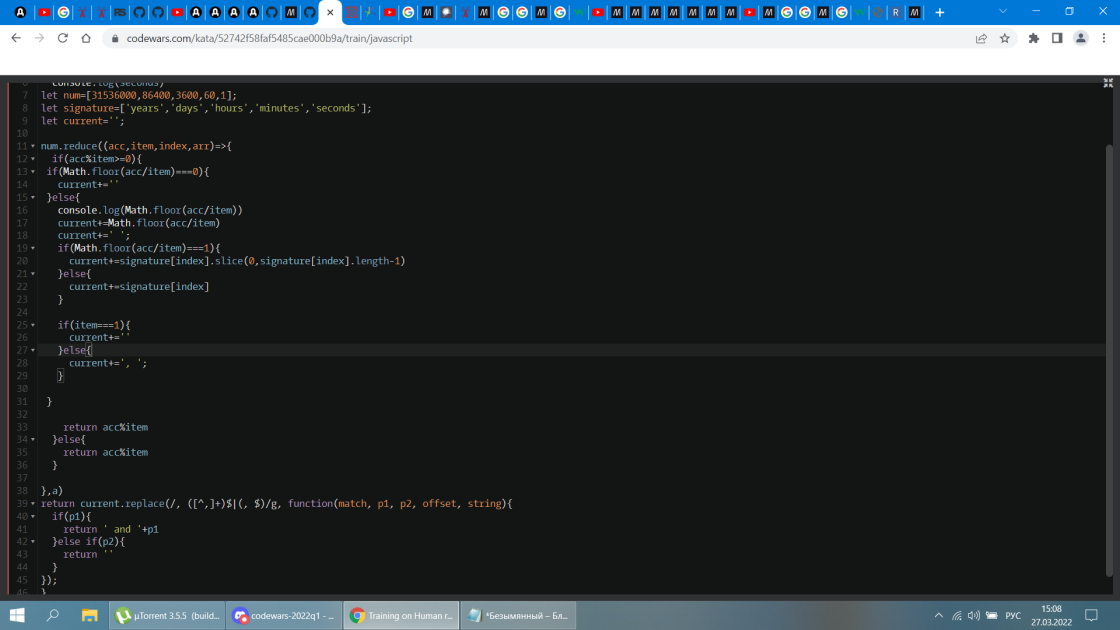 codewars.com/kata/52742f58faf5485cae000b9a/train/javascript
6 console.log(seconds)
7 let num=[31536000,86400,3600,60,1];
8 let signature=['years','days','hours','minutes','seconds'];
9 let current='';
10
11 num.reduce((acc,item,index,arr)=>{
12 if(acc%item>=0){
13 if(Math.floor(acc/item)===0){
14 current+=''
15 }else{
16 console.log(Math.floor(acc/item))
17 current+=Math.floor(acc/item)
18 current+=' ';
19 if(Math.floor(acc/item)===1){
20 current+=signature[index].slice(0,signature[index].length-1)
21 }else{
22 current+=signature[index]
23 }
24
25 if(item===1){
26 current+=''
27 }else{
28 current+=', ';
29 }
30
31 }
32
33 return acc%item
34 }else{
35 return acc%item
36 }
37
38 },a)
39 return current.replace(/, ([^,]+)$|(, $)/g, function(match, p1, p2, offset, string){
40 if(p1){
41 return ' and '+p1
42 }else if(p2){
43 return ''
44 }
45 });
46 }
µTorrent 3.5.5 (build... codewars-2022q1 - ... Training on Human r... *Безымянный – Бл... РУС 15:08
27.03.2022